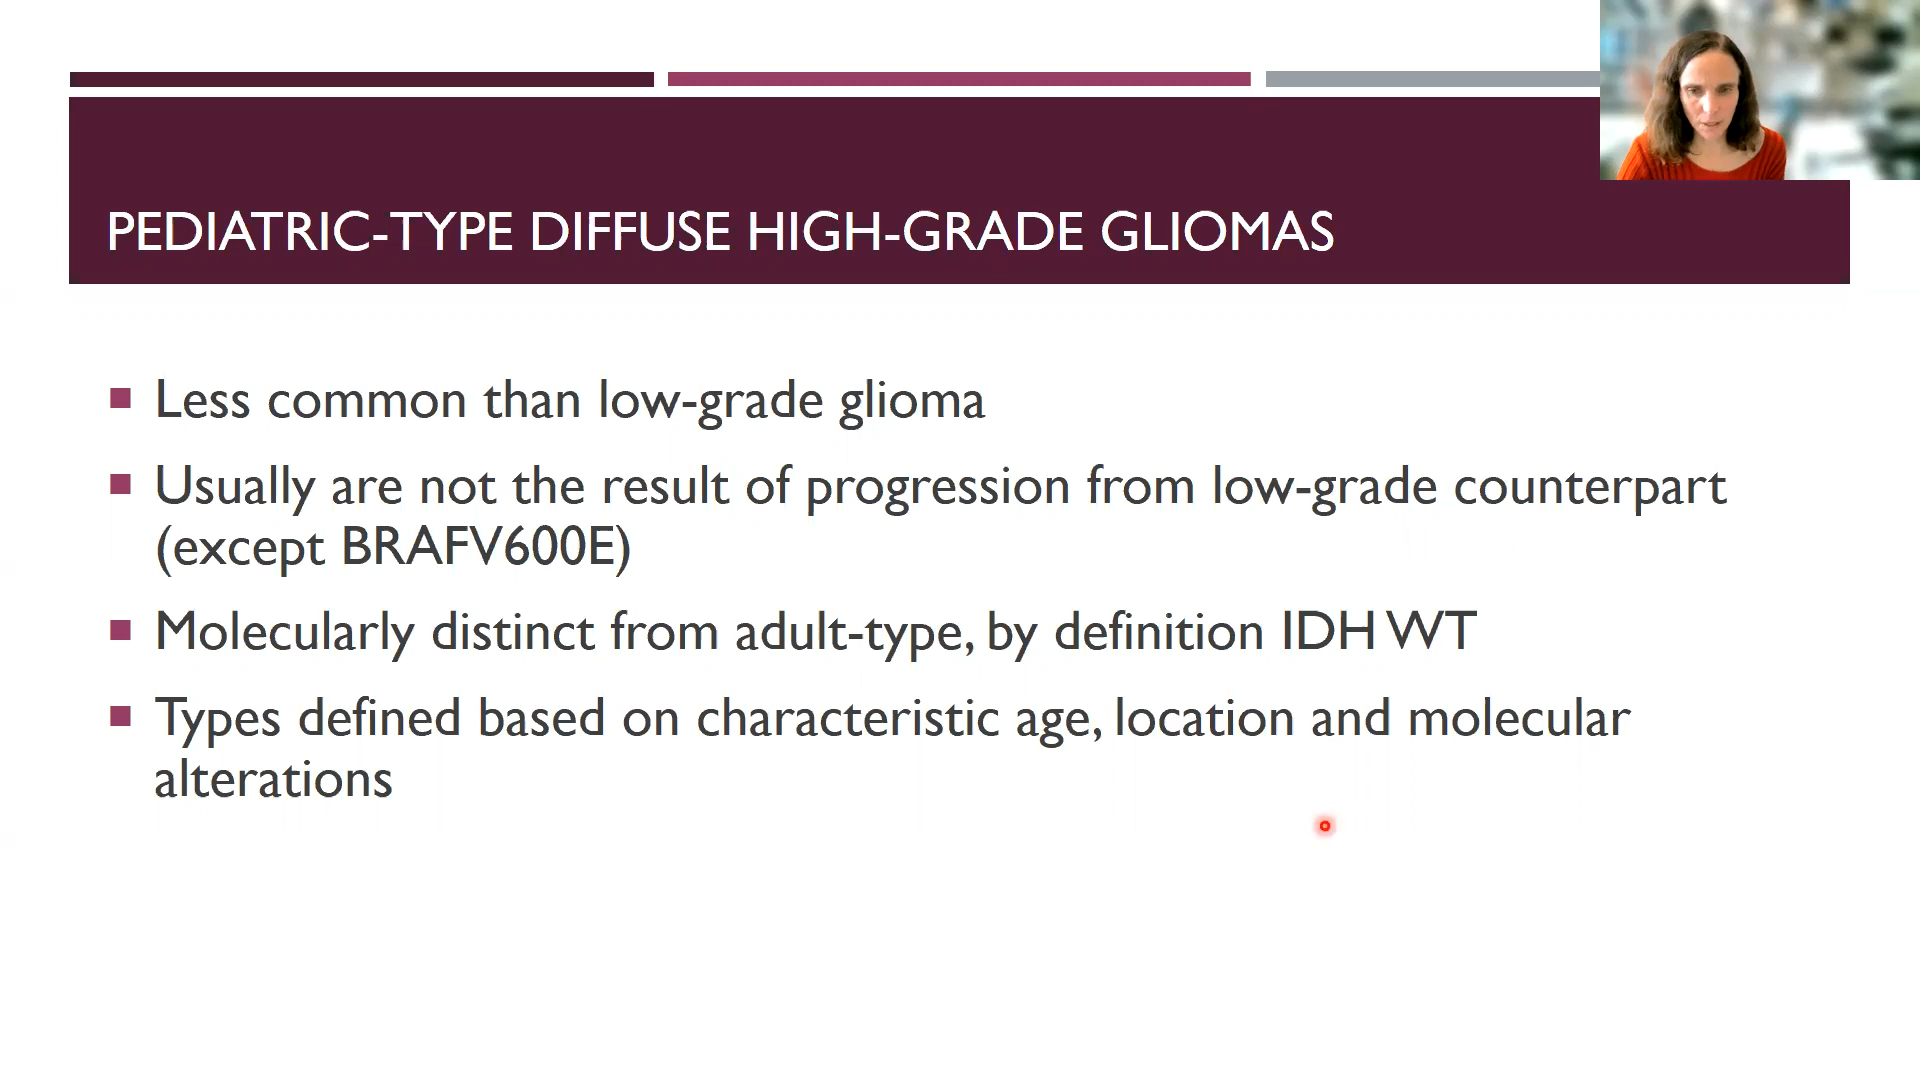 PEDIATRIC-TYPE DIFFUSE HIGH-GRADE GLIOMAS
Less common than low-grade glioma
Usually are not the result of progression from low-grade counterpart
(except BRAFV600E)
Molecularly distinct from adult-type, by definition IDH WT
Types defined based on characteristic age, location and molecular
alterations